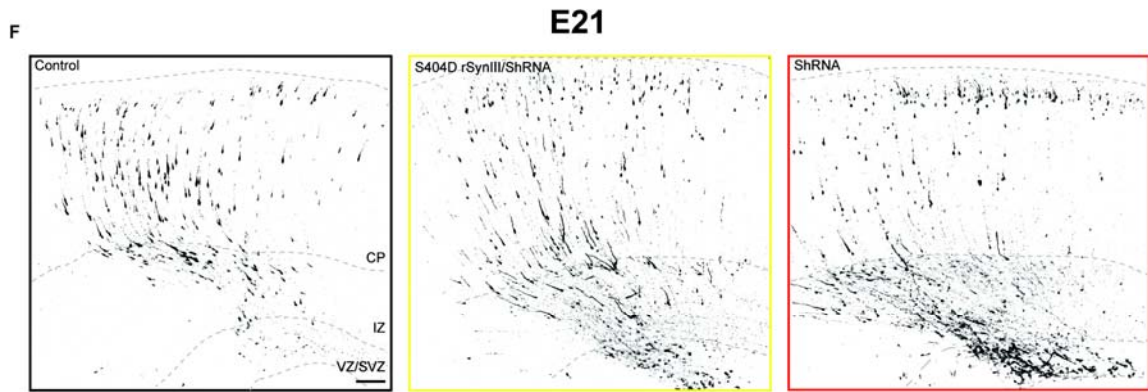 E21
F
Control
S404D rSynIII/ShRNA
ShRNA
CP
IZ
VZ/SVZ